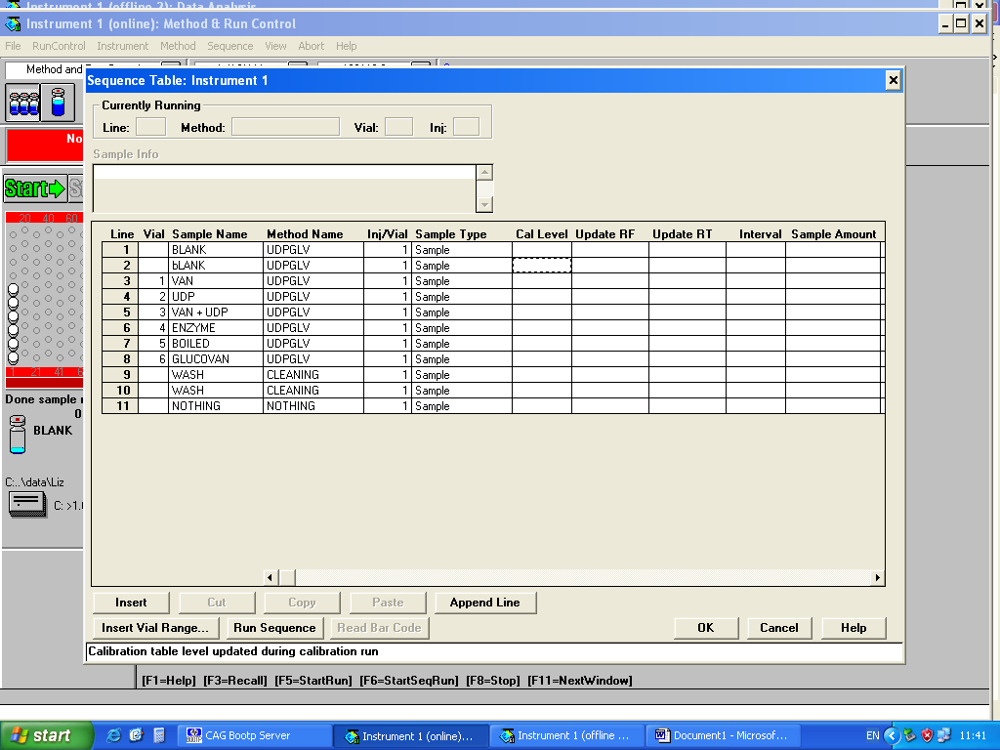 Instrument 1 (offline 2): Data Analysis
Instrument 1 (online): Method & Run Control
File RunControl Instrument Method Sequence View Abort Help
Method and
Sequence Table: Instrument 1
Currently Running
Line: Method: Vial: Inj:
No
Sample Info
Start
20 40 60
Line Vial Sample Name Method Name Inj/Vial Sample Type Cal Level Update RF Update RT Interval Sample Amount
1 BLANK UDPGLV 1 Sample
2 bLANK UDPGLV 1 Sample
3 1 VAN UDPGLV 1 Sample
4 2 UDP UDPGLV 1 Sample
5 3 VAN + UDP UDPGLV 1 Sample
6 4 ENZYME UDPGLV 1 Sample
7 5 BOILED UDPGLV 1 Sample
8 6 GLUCOVAN UDPGLV 1 Sample
9 WASH CLEANING 1 Sample
10 WASH CLEANING 1 Sample
11 NOTHING NOTHING 1 Sample
1 21 41 6
Done sample
0
BLANK
C:..\data\Liz
C: >1.
Insert Cut Copy Paste Append Line
Insert Vial Range... Run Sequence Read Bar Code OK Cancel Help
Calibration table level updated during calibration run
[F1=Help] [F3=Recall] [F5=StartRun] [F6=StartSeqRun] [F8=Stop] [F11=NextWindow]
start CAG Bootp Server Instrument 1 (online)... Instrument 1 (offline ... Document1 - Microsof... EN 11:41